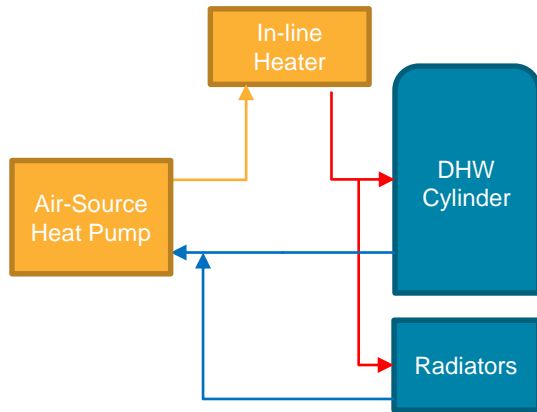 In-line
Heater
DHW
Cylinder
Air-Source
Heat Pump
Radiators